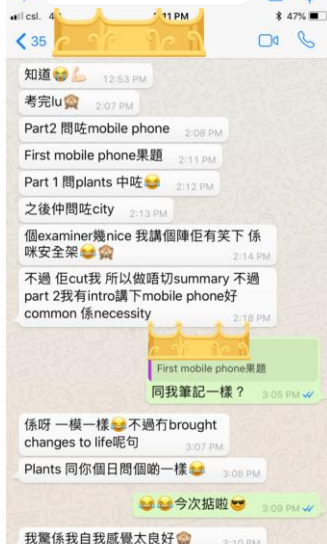 csl. 4
11 PM
47%
35
知道😂💪🏻 12:53 PM
考完lu🙊 2:07 PM
Part2 問咗mobile phone 2:08 PM
First mobile phone果題 2:11 PM
Part 1 問plants 中咗😂 2:12 PM
之後仲問咗city 2:13 PM
個examiner幾nice 我講個陣佢有笑下 係
咪安全架😂🙊 2:14 PM
不過 佢cut我 所以做唔切summary 不過
part 2我有intro講下mobile phone好
common 係necessity 2:18 PM
First mobile phone果題
同我筆記一樣？ 3:05 PM
係呀 一模一樣😂不過冇brought
changes to life呢句 3:07 PM
Plants 同你個日問個啲一樣😂 3:08 PM
😂😂今次掂啦😎 3:09 PM
我驚係我自我感覺太良好🙊 3:10 PM